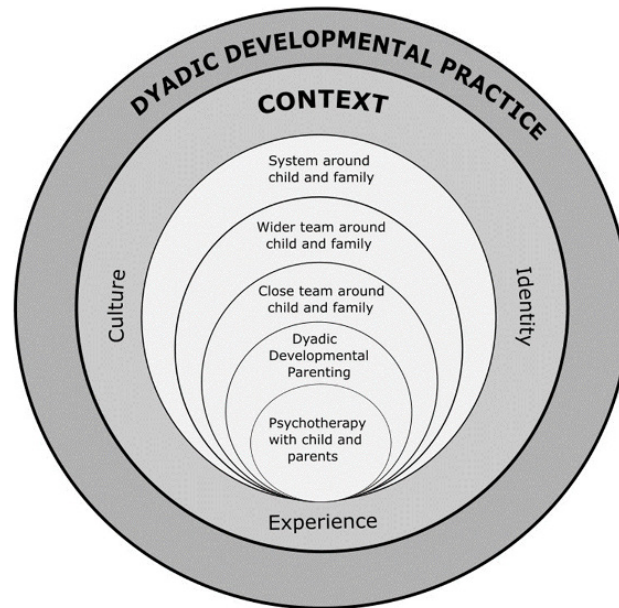 DYADIC DEVELOPMENTAL PRACTICE
CONTEXT
System around
child and family
Wider team around
child and family
Culture
Identity
Close team around
child and family
Dyadic
Developmental
Parenting
Psychotherapy
with child and
parents
Experience